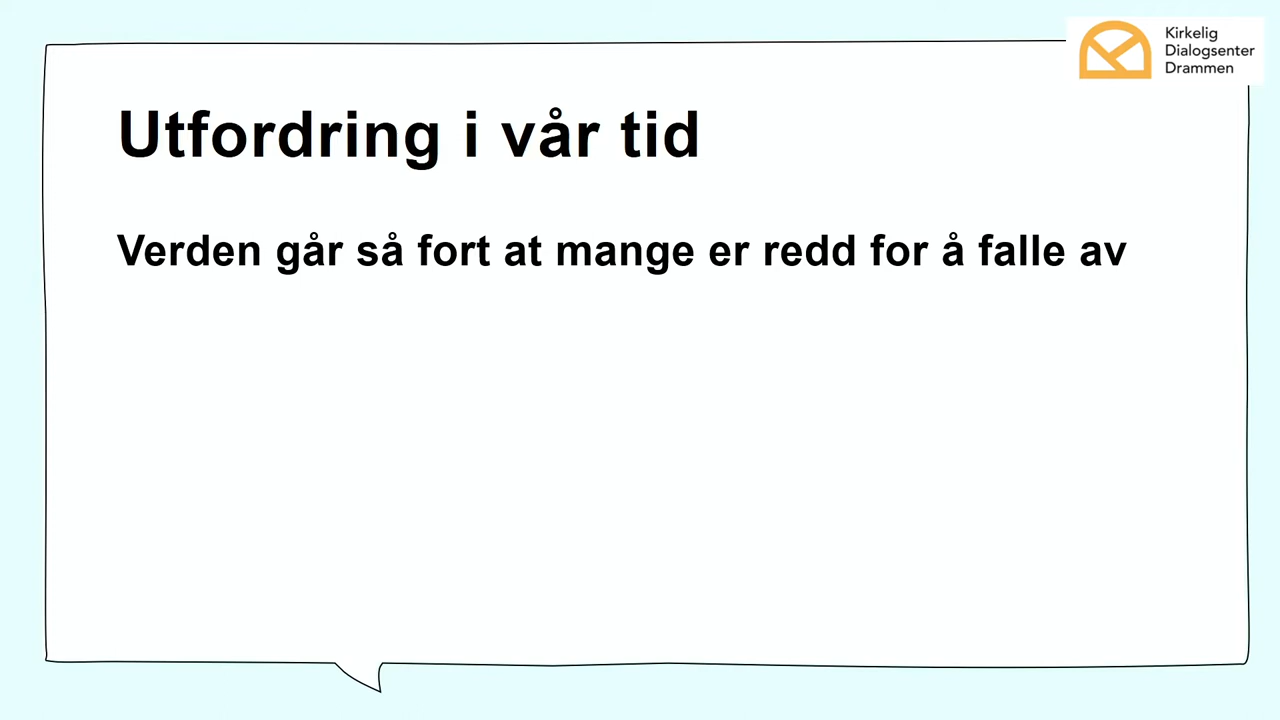 Kirkelig
Dialogsenter
Drammen
Utfordring i vår tid
Verden går så fort at mange er redd for å falle av